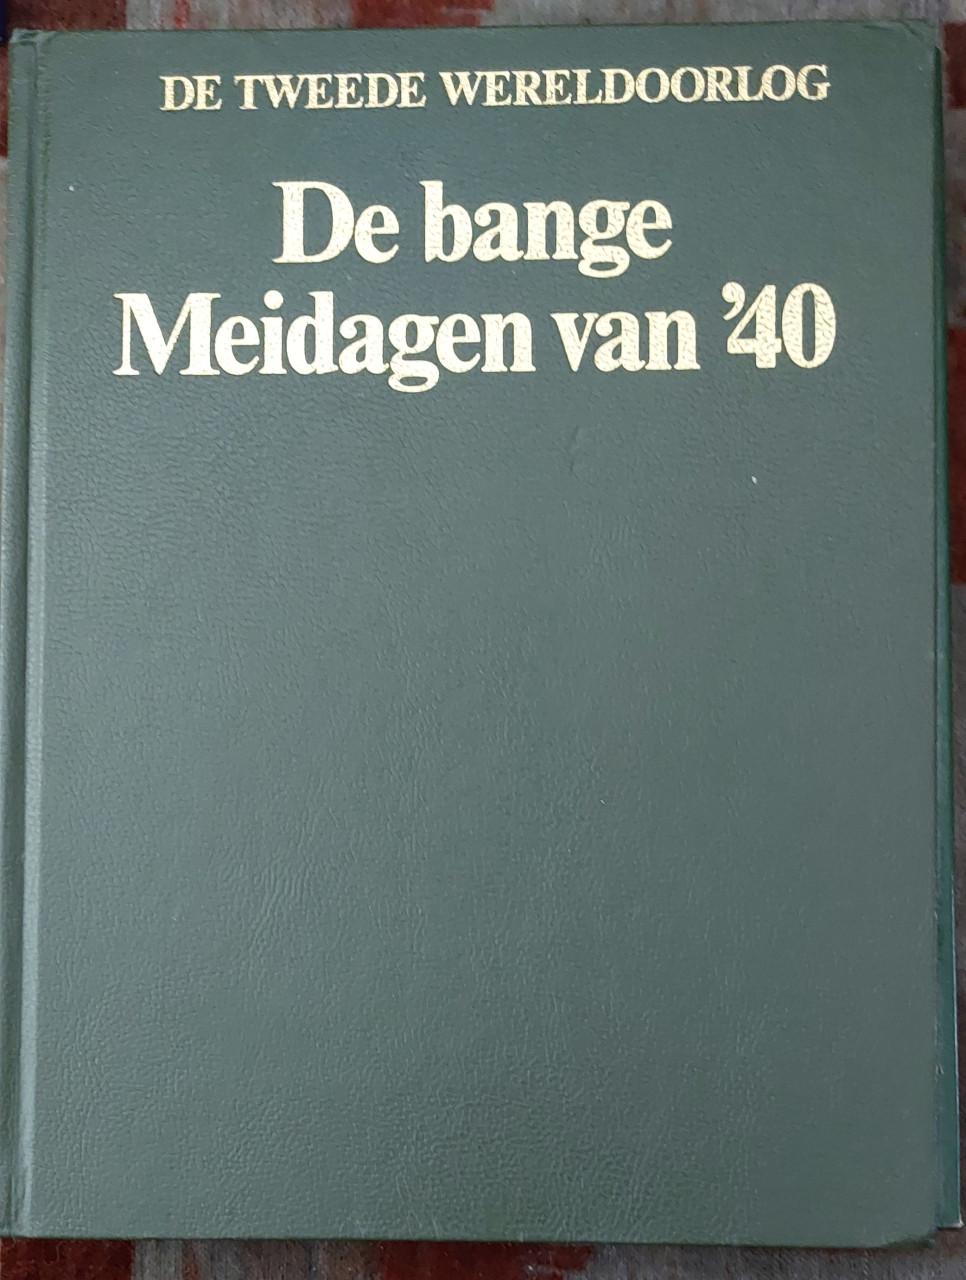 DE TWEEDE WERELDOORLOG
De bange
Meidagen van ’40